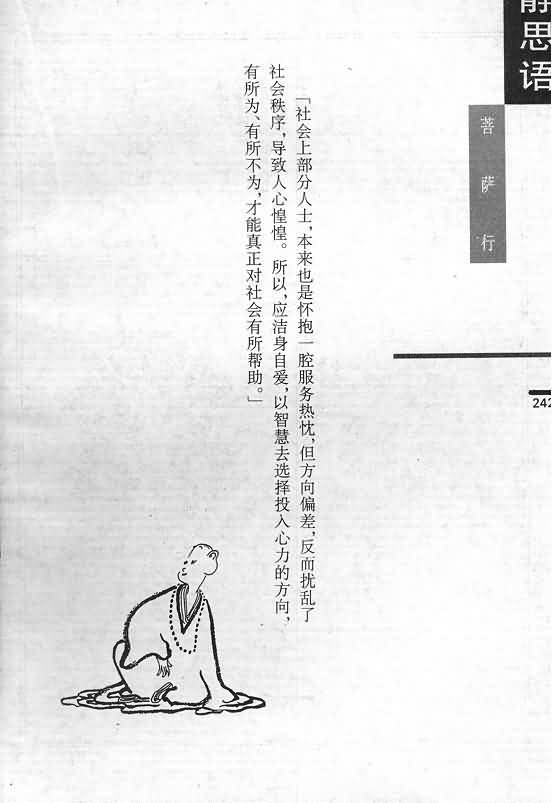 静思语
菩萨行
「社会上部分人士，本来也是怀抱一腔服务热忱，但方向偏差，反而扰乱了
社会秩序，导致人心惶惶。所以，应洁身自爱，以智慧去选择投入心力的方向，
有所为、有所不为，才能真正对社会有所帮助。」
242